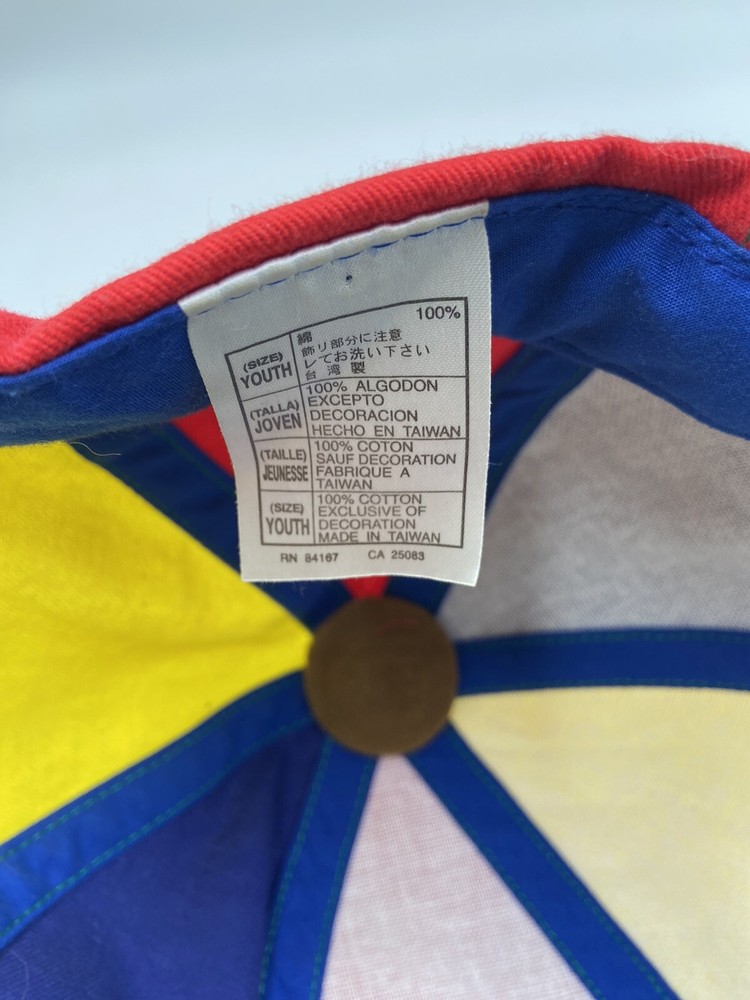 100%
(SIZE)
YOUTH
綿
飾り部分に注意
レてお洗い下さい
台湾製
(TALLA)
JOVEN
100% ALGODON
EXCEPTO
DECORACION
HECHO EN TAIWAN
(TAILLE)
JEUNESSE
100% COTON
SAUF DECORATION
FABRIQUE A
TAIWAN
(SIZE)
YOUTH
100% COTTON
EXCLUSIVE OF
DECORATION
MADE IN TAIWAN
RN 84167 CA 25083